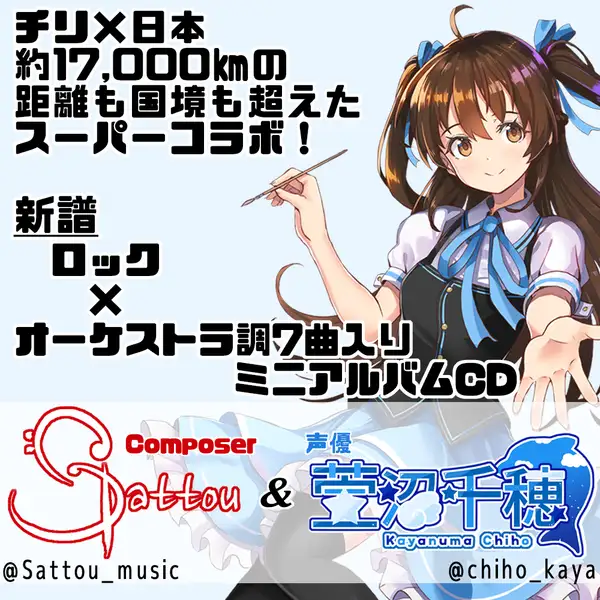 チリ×日本
約17,000㎞の
距離も国境も超えた
スーパーコラボ！
新譜
ロック
×
オーケストラ調7曲入り
ミニアルバムCD
Composer
Sattou
&
声優
萱沼千穂
Kayanuma Chiho
@Sattou_music
@chiho_kaya